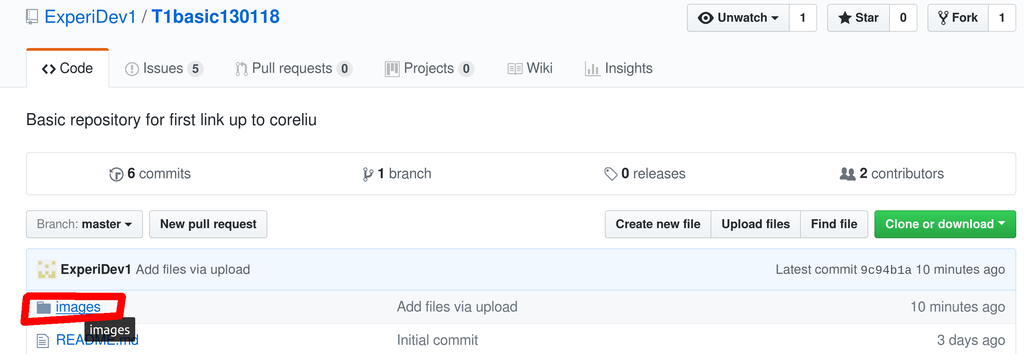 ExperiDev1 / T1basic130118 Unwatch 1 Star 0 Fork 1
Code Issues 5 Pull requests 0 Projects 0 Wiki Insights
Basic repository for first link up to coreliu
6 commits 1 branch 0 releases 2 contributors
Branch: master New pull request Create new file Upload files Find file Clone or download
ExperiDev1 Add files via upload Latest commit 9c94b1a 10 minutes ago
images Add files via upload 10 minutes ago
images
README.md Initial commit 3 days ago